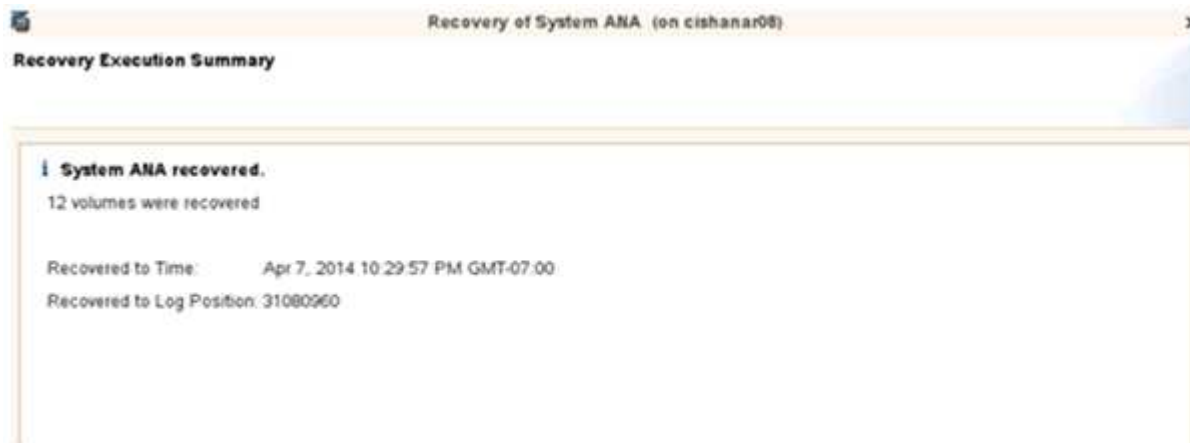 Recovery of System ANA (on cishanar08)
Recovery Execution Summary
System ANA recovered.
12 volumes were recovered
Recovered to Time: Apr 7, 2014 10:29:57 PM GMT-07:00
Recovered to Log Position: 31080960